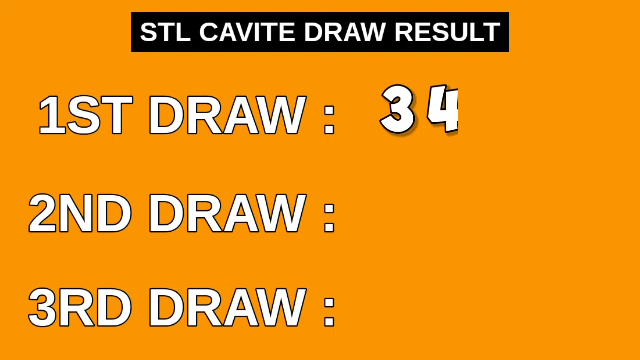 STL CAVITE DRAW RESULT
1ST DRAW : 3 4
2ND DRAW :
3RD DRAW :